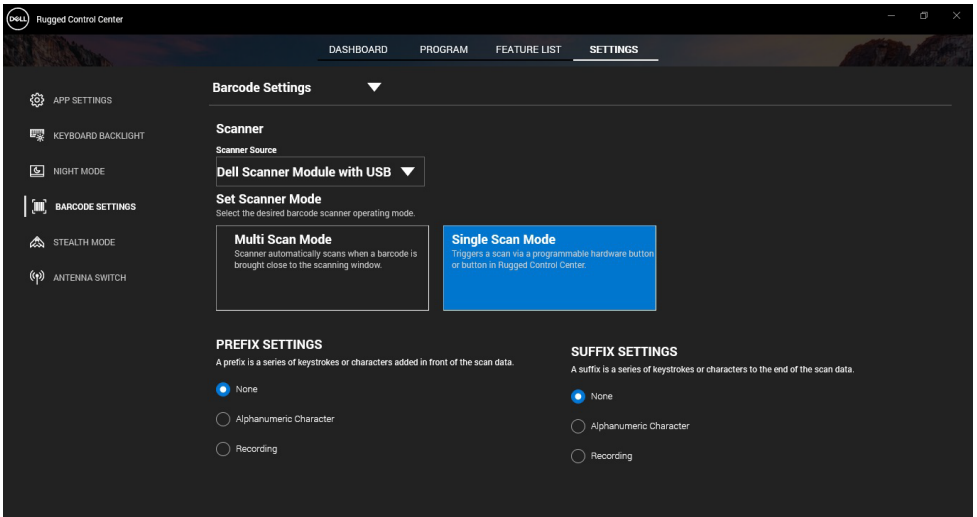 DELL Rugged Control Center
DASHBOARD PROGRAM FEATURE LIST SETTINGS
APP SETTINGS
KEYBOARD BACKLIGHT
NIGHT MODE
BARCODE SETTINGS
STEALTH MODE
ANTENNA SWITCH
Barcode Settings
Scanner
Scanner Source
Dell Scanner Module with USB
Set Scanner Mode
Select the desired barcode scanner operating mode.
Multi Scan Mode
Scanner automatically scans when a barcode is
brought close to the scanning window.
Single Scan Mode
Triggers a scan via a programmable hardware button
or button in Rugged Control Center.
PREFIX SETTINGS
A prefix is a series of keystrokes or characters added in front of the scan data.
None
Alphanumeric Character
Recording
SUFFIX SETTINGS
A suffix is a series of keystrokes or characters to the end of the scan data.
None
Alphanumeric Character
Recording